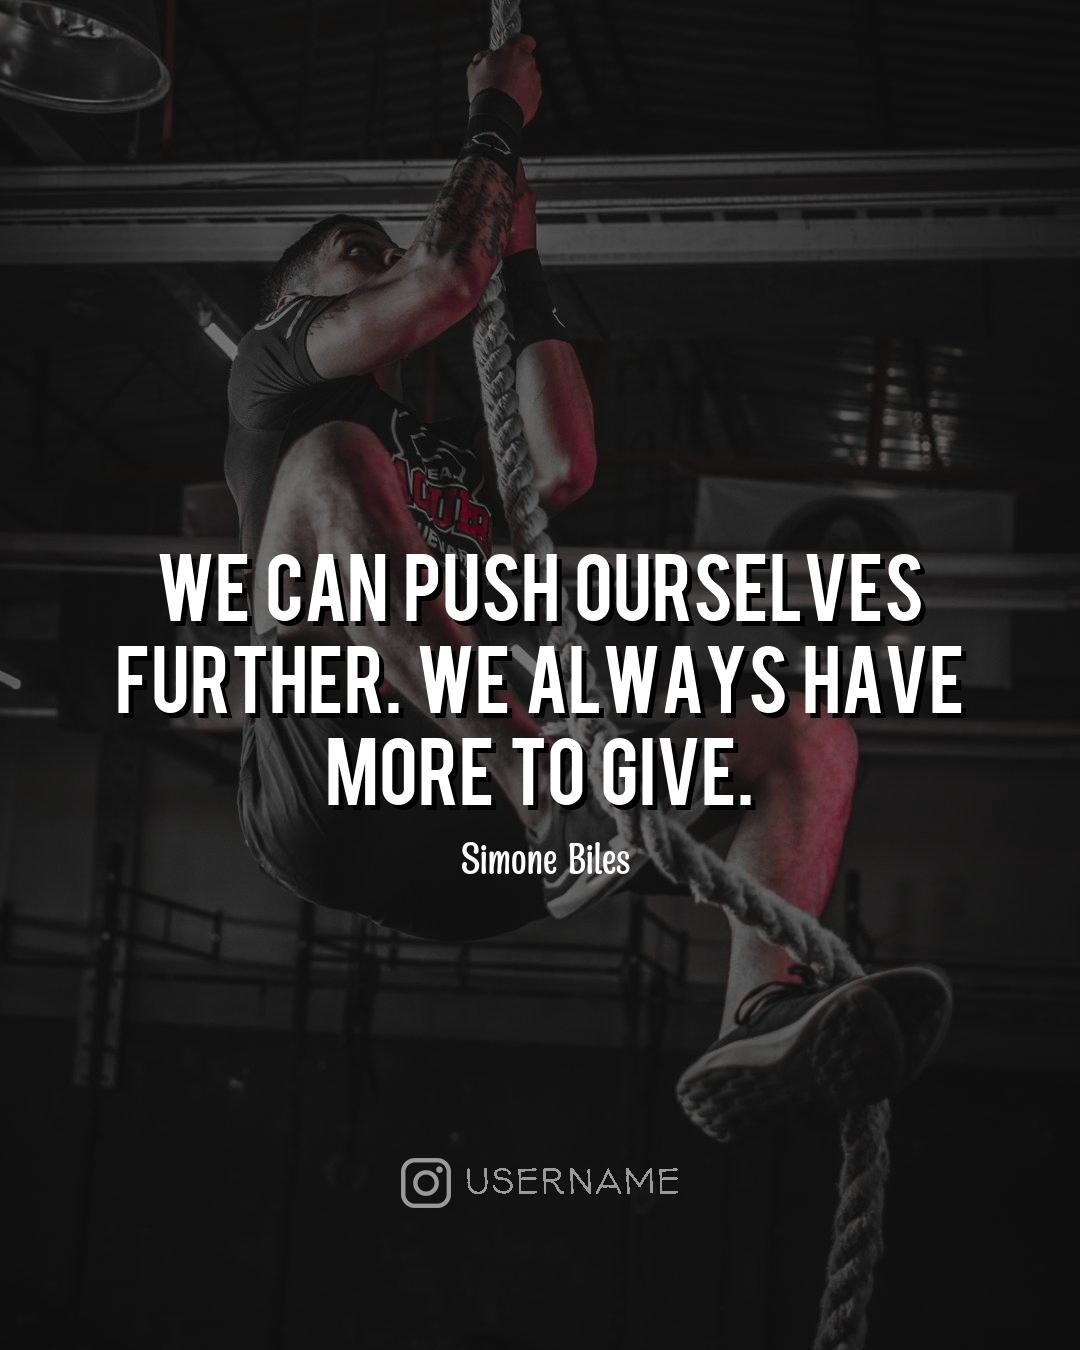 WE CAN PUSH OURSELVES
FURTHER. WE ALWAYS HAVE
MORE TO GIVE.
Simone Biles
USERNAME